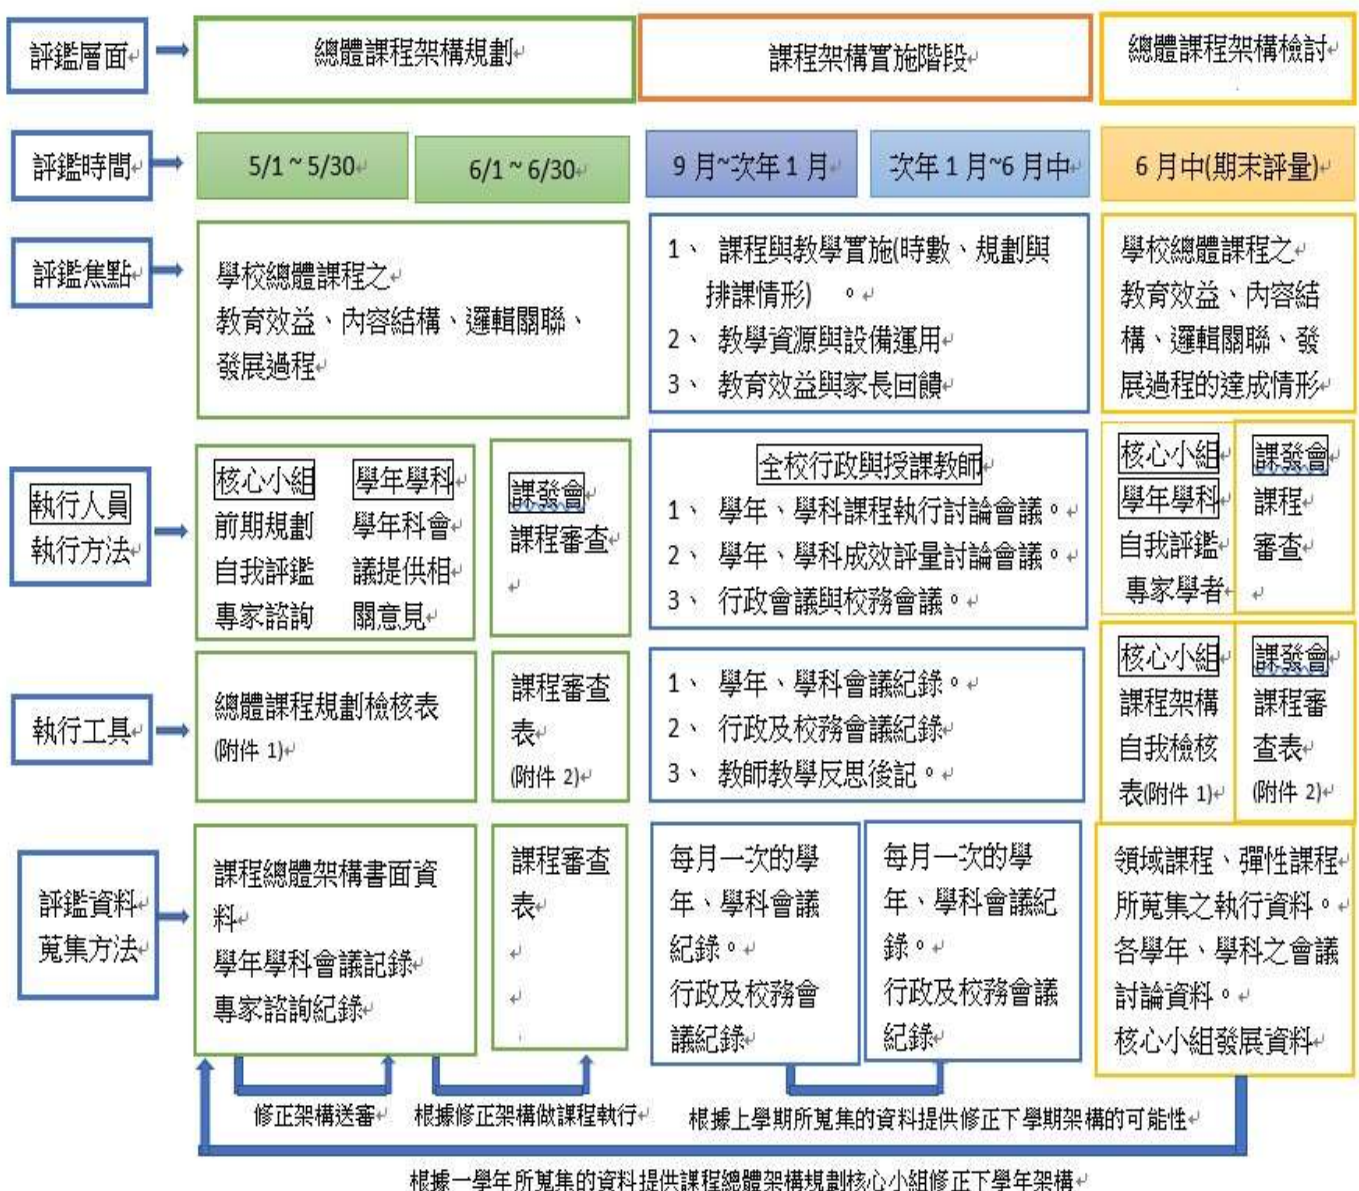 評鑑層面
總體課程架構規劃
課程架構實施階段
總體課程架構檢討
評鑑時間
5/1 ~ 5/30
6/1 ~ 6/30
9 月~次年 1 月
次年 1 月~6 月中
6 月中(期末評量)
評鑑焦點
學校總體課程之
教育效益、內容結構、邏輯關聯、
發展過程
1、 課程與教學實施(時數、規劃與
排課情形) 。
2、 教學資源與設備運用
3、 教育效益與家長回饋
學校總體課程之
教育效益、內容結
構、邏輯關聯、發
展過程的達成情形
執行人員
執行方法
核心小組
前期規劃
自我評鑑
專家諮詢
學年學科
學年科會
議提供相
關意見
課發會
課程審查
全校行政與授課教師
1、 學年、學科課程執行討論會議。
2、 學年、學科成效評量討論會議。
3、 行政會議與校務會議。
核心小組
學年學科
自我評鑑
專家學者
課發會
課程
審查
執行工具
總體課程規劃檢核表
(附件 1)
課程審查
表
(附件 2)
1、 學年、學科會議紀錄。
2、 行政及校務會議紀錄
3、 教師教學反思後記。
核心小組
課程架構
自我檢核
表(附件 1)
課發會
課程審
查表
(附件 2)
評鑑資料
蒐集方法
課程總體架構書面資
料
學年學科會議記錄
專家諮詢紀錄
課程審查
表
每月一次的學
年、學科會議
紀錄。
行政及校務會
議紀錄
每月一次的學
年、學科會議紀
錄。
行政及校務會議
紀錄
領域課程、彈性課程
所蒐集之執行資料。
各學年、學科之會議
討論資料。
核心小組發展資料
修正架構送審
根據修正架構做課程執行
根據上學期所蒐集的資料提供修正下學期架構的可能性
根據一學年所蒐集的資料提供課程總體架構規劃核心小組修正下學年架構